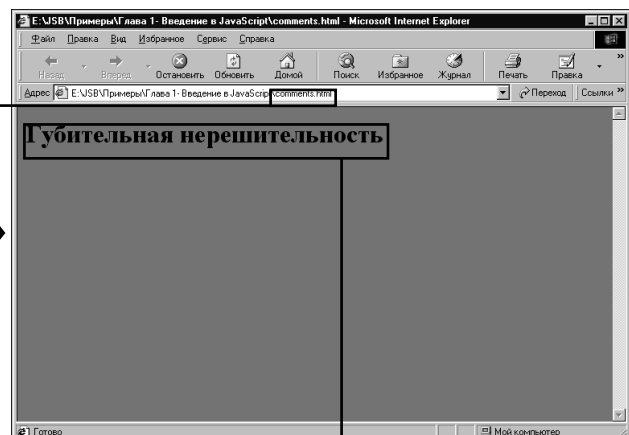 E:\JSB\Примеры\Глава 1- Введение в JavaScript\comments.html - Microsoft Internet Explorer
Файл Правка Вид Избранное Сервис Справка
Назад Вперед Остановить Обновить Домой Поиск Избранное Журнал Печать Правка
Адрес E:\JSB\Примеры\Глава 1- Введение в JavaScript\comments.html Переход Ссылки
Губительная нерешительность
Готово Мой компьютер